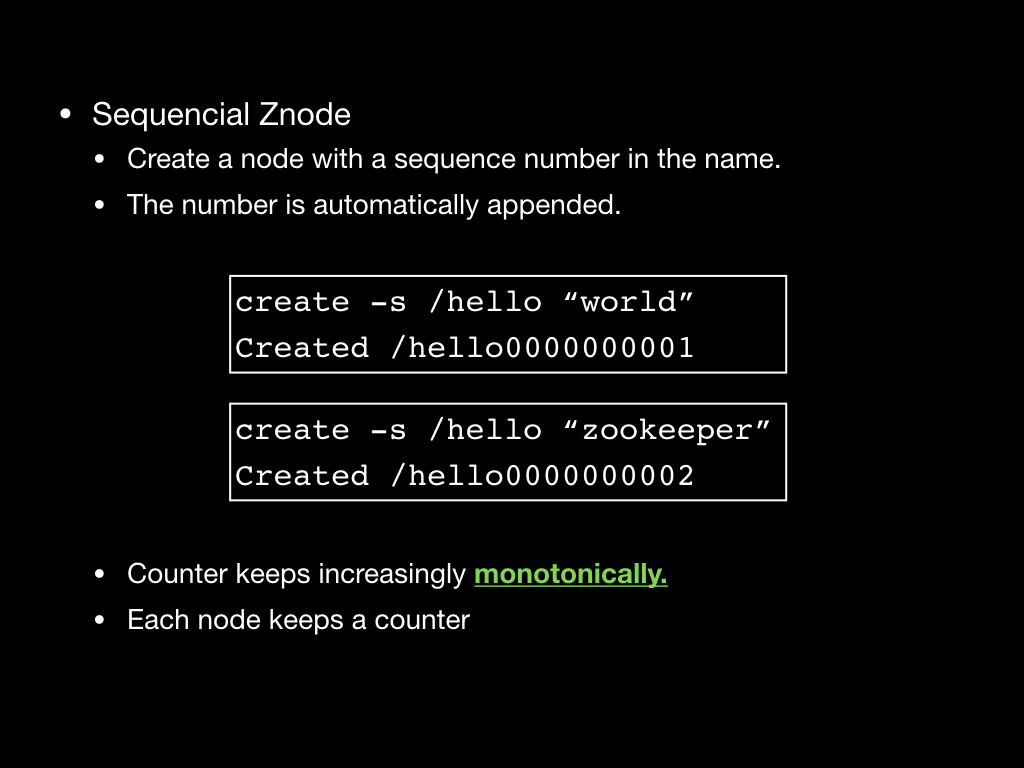 • Sequencial Znode
• Create a node with a sequence number in the name.
• The number is automatically appended.
create -s /hello “world”
Created /hello0000000001
create -s /hello “zookeeper”
Created /hello0000000002
• Counter keeps increasingly monotonically.
• Each node keeps a counter